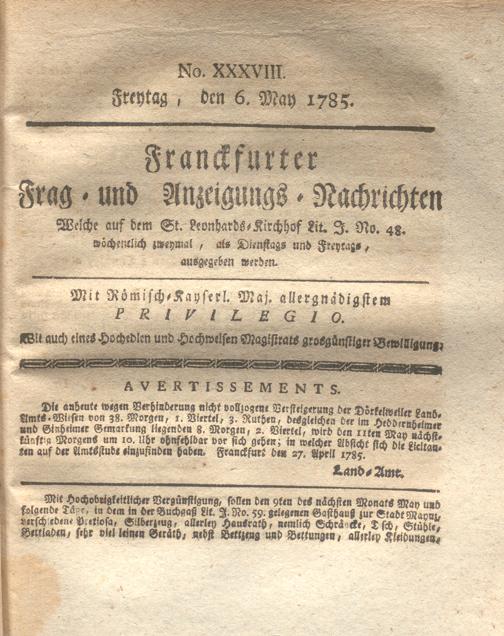 No. XXXVIII.
Freytag, den 6. May 1785.
Franckfurter
Frag- und Anzeigungs-Nachrichten
Welche auf dem St. Leonhards-Kirchhof Lit. J. No. 48.
wöchentlich zweymal, als Dienstags und Freytags,
ausgegeben werden.
Mit Römisch-Kayserl. Maj. allergnädigstem
PRIVILEGIO.
Wit auch eines Hochedlen und Hochweisen Magistrats grosgünstiger Bewilligung.
AVERTISSEMENTS.
Die anheute wegen Verhinderung nicht vollzogene Versteigerung der Dörkelweiler Land-
Amts-Wiesen von 38. Morgen, 1. Viertel, 3. Ruthen, desgleichen der im Heddernheimer
und Ginheimer Gemarkung liegenden 8. Morgen, 2. Viertel, wird den 11ten May nächst-
künftig Morgens um 10. Uhr ohnfehlbar vor sich gehen; in welcher Absicht sich die Licitan-
ten auf der Amtsstube einzufinden haben. Franckfurt den 27. April 1785.
Land-Amt.
Mit Hochobrigkeitlicher Vergünstigung, sollen den 9ten des nächsten Monats May und
folgende Täge, in dem in der Buchgaß Lit. J. No. 59. gelegenen Gasthauß zur Stadt Maynz,
verschiedene Pretiosa, Silberzeug, allerley Hausrath, nemlich Schräncke, Tisch, Stühle,
Bettladen, sehr viel leinen Geräth, nebst Bettzeug und Bettungen, allerley Kleidungen,